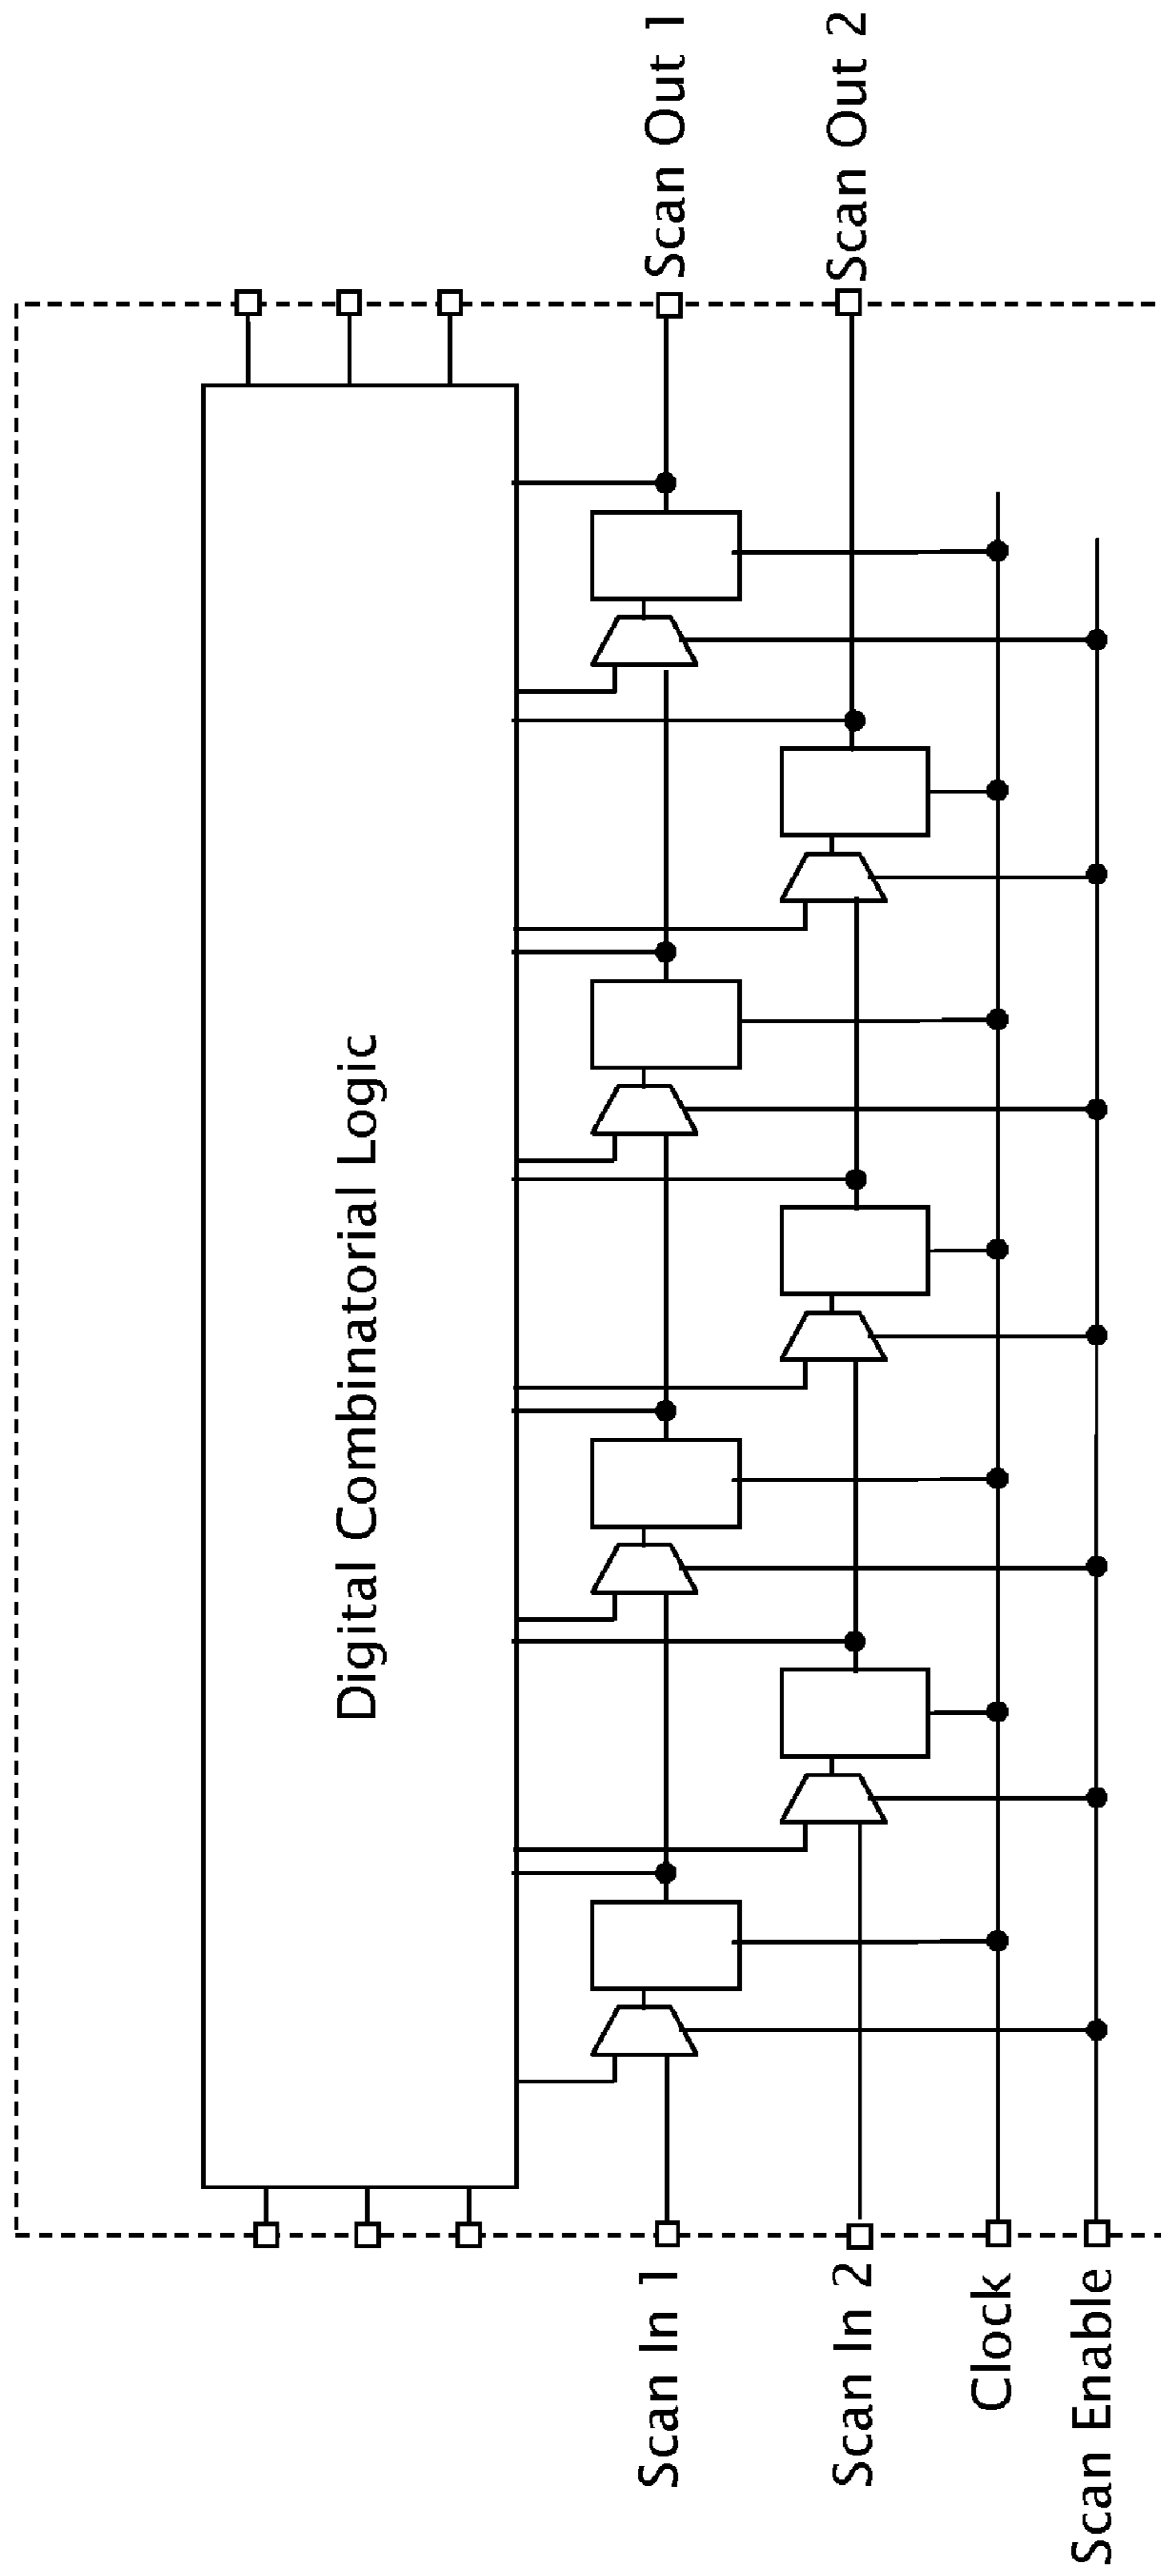 Digital Combinatorial Logic
Scan In 1
Scan Out 1
Scan In 2
Scan Out 2
Clock
Scan Enable